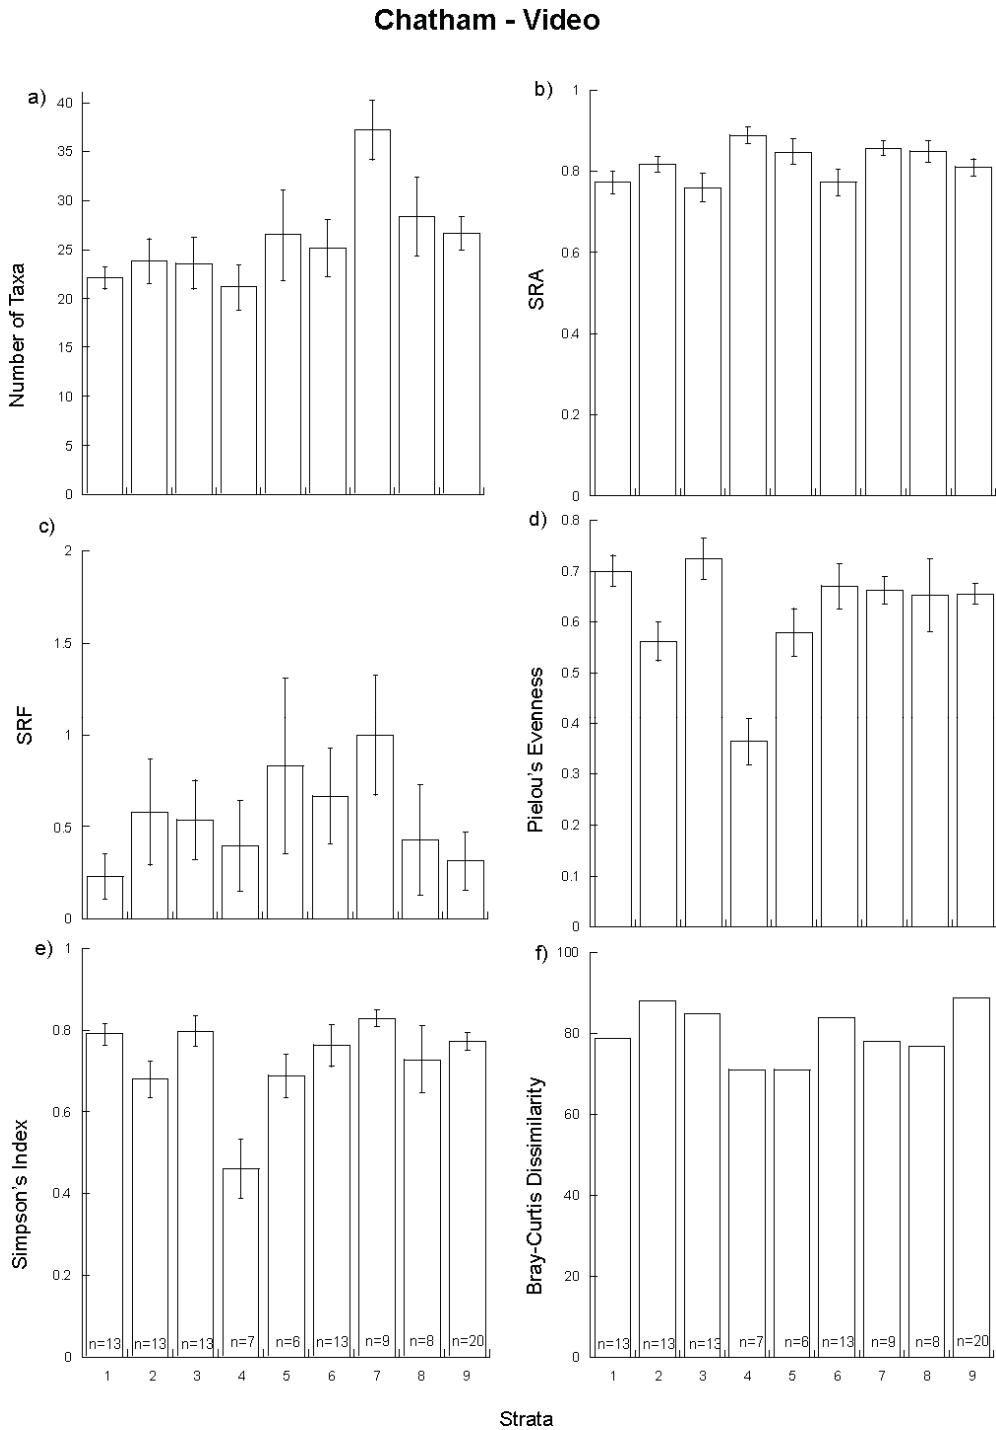 Chatham - Video
a)
40
35
30
25
20
15
10
5
0
Number of Taxa
b)
1
0.8
0.6
0.4
0.2
0
SRA
c)
2
1.5
1
0.5
0
SRF
d)
0.8
0.7
0.6
0.5
0.4
0.3
0.2
0.1
0
Pielou's Evenness
e)
1
0.8
0.6
0.4
0.2
0
Simpson's Index
n=13 n=13 n=13 n=7 n=6 n=13 n=9 n=8 n=20
1 2 3 4 5 6 7 8 9
f)
100
80
60
40
20
0
Bray-Curtis Dissimilarity
n=13 n=13 n=13 n=7 n=6 n=13 n=9 n=8 n=20
1 2 3 4 5 6 7 8 9
Strata